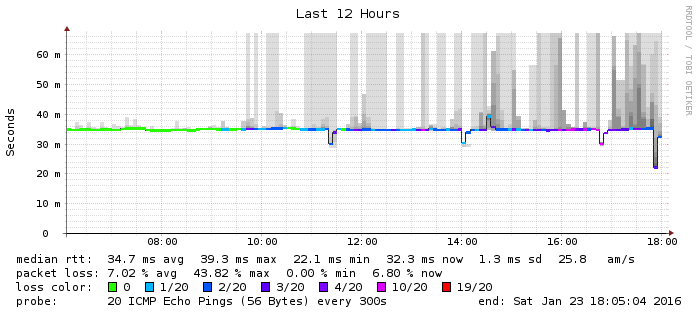 Last 12 Hours
RRDTOOL / TOBI OETIKER
Seconds
60 m
50 m
40 m
30 m
20 m
10 m
0
08:00 10:00 12:00 14:00 16:00 18:00
median rtt: 34.7 ms avg 39.3 ms max 22.1 ms min 32.3 ms now 1.3 ms sd 25.8 am/s
packet loss: 7.02 % avg 43.82 % max 0.00 % min 6.80 % now
loss color: 0 1/20 2/20 3/20 4/20 10/20 19/20
probe: 20 ICMP Echo Pings (56 Bytes) every 300s end: Sat Jan 23 18:05:04 2016